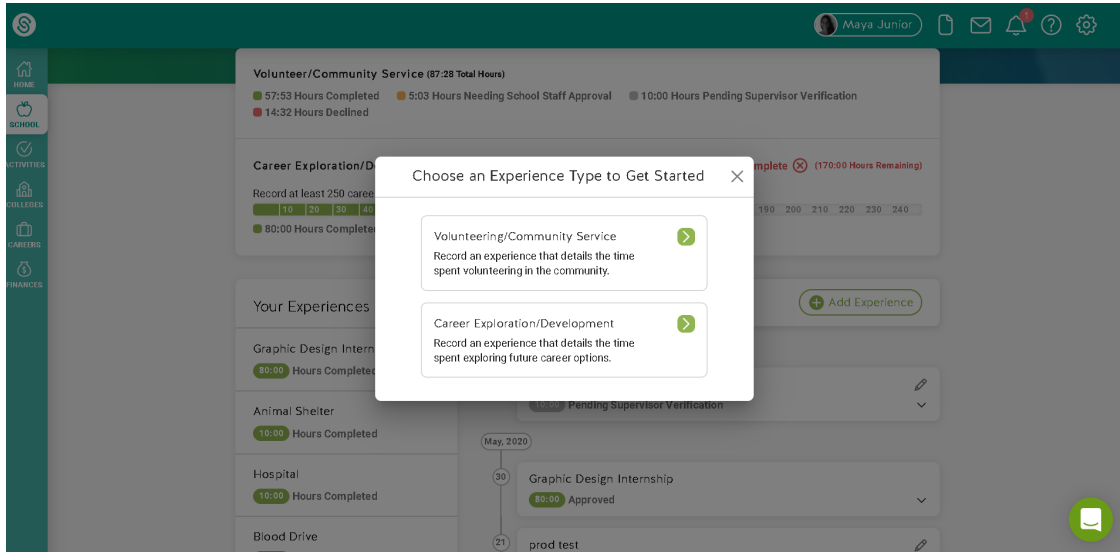 Maya Junior
1
HOME
SCHOOL
ACTIVITIES
COLLEGES
CAREERS
FINANCES
Volunteer/Community Service (87:28 Total Hours)
57:53 Hours Completed 5:03 Hours Needing School Staff Approval 10:00 Hours Pending Supervisor Verification
14:32 Hours Declined
Career Exploration/D mplete (170:00 Hours Remaining)
Record at least 250 caree
10 20 30 40 190 200 210 220 230 240
80:00 Hours Complete
Choose an Experience Type to Get Started
Volunteering/Community Service
Record an experience that details the time
spent volunteering in the community.
Career Exploration/Development
Record an experience that details the time
spent exploring future career options.
Your Experiences
Add Experience
Graphic Design Intern
80:00 Hours Completed
Animal Shelter
10:00 Hours Completed
Hospital
10:00 Hours Completed
Blood Drive
10:00 Pending Supervisor Verification
May, 2020
30
Graphic Design Internship
80:00 Approved
21
prod test